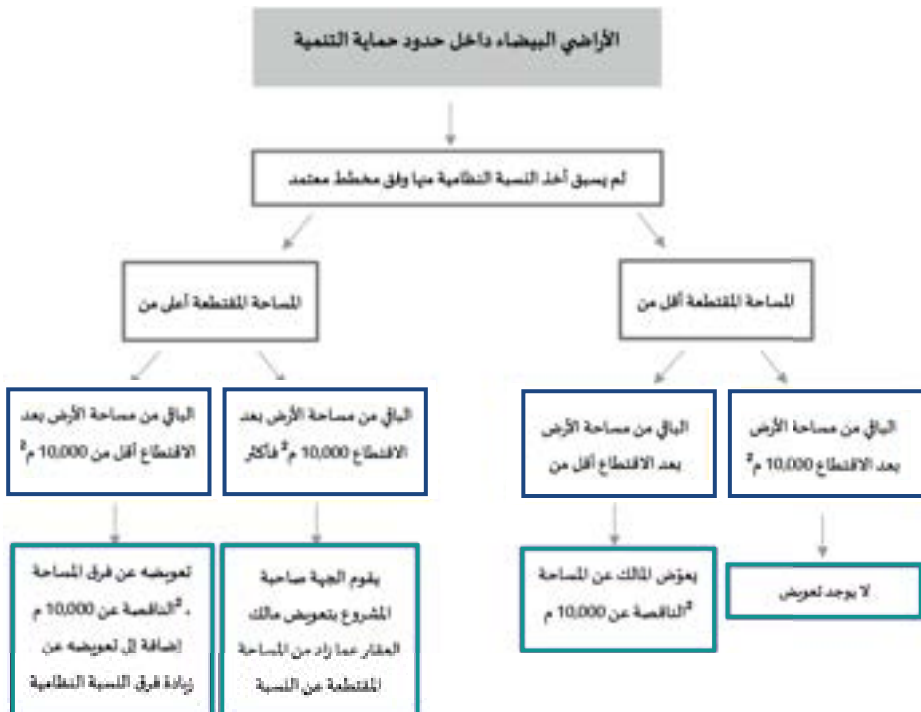 الأراضي البيضاء داخل حدود حماية التنمية
لم يسبق أخذ النسبة النظامية منها وفق مخطط معتمد
المساحة المقتطعة أقل من
المساحة المقتطعة أعلى من
الباقي من مساحة الأرض
بعد الاقتطاع 10,000 م²
الباقي من مساحة الأرض
بعد الاقتطاع أقل من
الباقي من مساحة الأرض بعد
الاقتطاع 10,000 م² فأكثر
الباقي من مساحة الأرض بعد
الاقتطاع أقل من 10,000 م²
لا يوجد تعويض
يعوّض المالك عن المساحة
²الناقصة عن 10,000 م
يقوم الجهة صاحبة
المشروع بتعويض مالك
العقار عما زاد من المساحة
المقتطعة عن النسبة
تعويضه عن فرق المساحة
،²الناقصة عن 10,000 م
إضافة إلى تعويضه عن
زيادة فرق النسبة النظامية